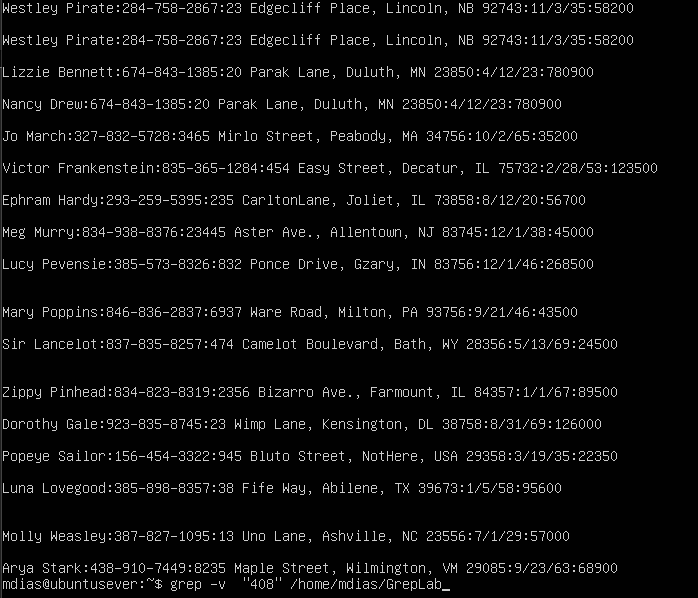 Westley Pirate:284-758-2867:23 Edgecliff Place, Lincoln, NB 92743:11/3/35:58200
Westley Pirate:284-758-2867:23 Edgecliff Place, Lincoln, NB 92743:11/3/35:58200
Lizzie Bennett:674-843-1385:20 Parak Lane, Duluth, MN 23850:4/12/23:780900
Nancy Drew:674-843-1385:20 Parak Lane, Duluth, MN 23850:4/12/23:780900
Jo March:327-832-5728:3465 Mirlo Street, Peabody, MA 34756:10/2/65:35200
Victor Frankenstein:835-365-1284:454 Easy Street, Decatur, IL 75732:2/28/53:123500
Ephram Hardy:293-259-5395:235 CarltonLane, Joliet, IL 73858:8/12/20:56700
Meg Murry:834-938-8376:23445 Aster Ave., Allentown, NJ 83745:12/1/38:45000
Lucy Pevensie:385-573-8326:832 Ponce Drive, Gzary, IN 83756:12/1/46:268500
Mary Poppins:846-836-2837:6937 Ware Road, Milton, PA 93756:9/21/46:43500
Sir Lancelot:837-835-8257:474 Camelot Boulevard, Bath, WY 28356:5/13/69:24500
Zippy Pinhead:834-823-8319:2356 Bizarro Ave., Farmount, IL 84357:1/1/67:89500
Dorothy Gale:923-835-8745:23 Wimp Lane, Kensington, DL 38758:8/31/69:126000
Popeye Sailor:156-454-3322:945 Bluto Street, NotHere, USA 29358:3/19/35:22350
Luna Lovegood:385-898-8357:38 Fife Way, Abilene, TX 39673:1/5/58:95600
Molly Weasley:387-827-1095:13 Uno Lane, Ashville, NC 23556:7/1/29:57000
Arya Stark:438-910-7449:8235 Maple Street, Wilmington, VM 29085:9/23/63:68900
mdias@ubuntusever:~$ grep -v  "408" /home/mdias/GrepLab_